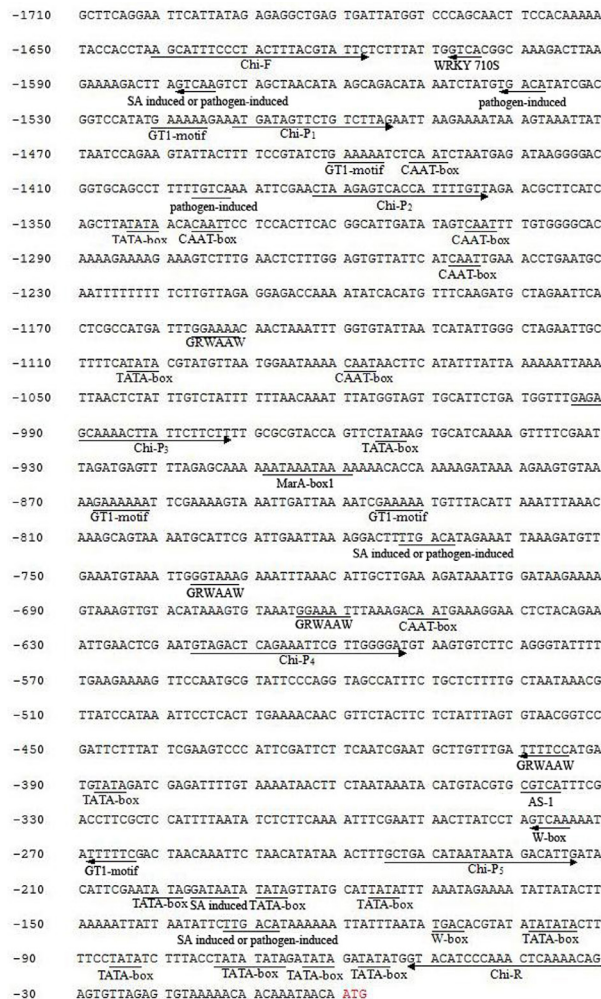 -1710 GCTTCAGGAA TTCATTATAG AGAGGCTGAG TGATTATGGT CCCAGCAACT TCCACAAAAA
-1650 TACCACCTAA AGCATTTCCCT ACTTTACGTA TTCTCTTTAT TGGTCACGGC AAAGACTTAA
Chi-F WRKY 710S
-1590 GAAAAGACTT AGTCAAGTCT AGCTAACATA AGCAGACATA AATCTATGTG ACATATCGAC
SA induced or pathogen-induced pathogen-induced
-1530 GGTCCATATG AAAAAGAAAT GATAGTTCTG TCTTAGAATT AAGAAAATAA AGTAAATTAT
GT1-motif Chi-P1
-1470 TAATCCAGAA GTATTACTTT TTCCGTATCTG AAAAATCTCA ATCTAATGAG ATAAGGGGAC
GT1-motif CAAT-box
-1410 GGTGCAGCCT TTTTGTCAAA ATTCGAACTA AGAGTCACCA TTTTGTTAGA ACGCTTCATC
pathogen-induced Chi-P2
-1350 AGCTTATATA ACACAATTCC TCCACTTCAC GGCATTGATA TAGTCAATTT TGTGGGGCAC
TATA-box CAAT-box CAAT-box
-1290 AAAAGAAAAG AAAGTCTTTG AACTCTTTGG AGTGTTATTC ATCAATTGAA ACCTGAATGC
CAAT-box
-1230 AATTTTTTTT TCTTGTTAGA GGAGACCAAA ATATCACATG TTTCAAGATG CTAGAATTCA
-1170 CTCGCCATGA TTTGGAAAAC AACTAAATTT GGTGTATTAA TCATATTGGG CTAGAATTGC
GRWAAW
-1110 TTTTCATATA CGTATGTTAA TGGAATAAAA CAATAACTTC ATATTTATTA AAAAATTAAA
TATA-box CAAT-box
-1050 TTAACTCTAT TTGTCTATTT TTTAACAAAT TTATGGTAGT TGCATTCTGA TGGTTTGAGA
-990 GCAAAACTTA TTCTTCTTTT GCGCGTACCA GTTCTATAAG TGCATCAAAA GTTTTCGAAT
Chi-P3 TATA-box
-930 TAGATGAGTT TTAGAGCAAA AAATAAATAAA AAAAACACCA AAAAGATAAA AGAAGTGTAA
MarA-box1
-870 AAGAAAAAAT TCGAAAAGTA AATTGATTAA AATCGAAAAA TGTTTACATT AAATTTAAAC
GT1-motif GT1-motif
-810 AAAGCAGTAA AATGCATTCG ATTGAATTAA AGGACTTTTG ACATAGAAAT TAAAGATGTT
SA induced or pathogen-induced
-750 GAAATGTAAA TTGGGTAAAG AAATTTAAAC ATTGCTTGAA AGATAAATTG GATAAGAAAA
GRWAAW
-690 GTAAAGTTGT ACATAAAGTG TAAATGGAAA TTTAAAGACAA TGAAAGGAAC TCTACAGAA
GRWAAW CAAT-box
-630 ATTGAACTCG AATGTAGACT CAGAAATTCG TTGGGGATGT AAGTGTCTTC AGGGTATTTT
Chi-P4
-570 TGAAGAAAAG TTCCAATGCG TATTCCCAGG TAGCCATTTC TGCTCTTTTG CTAATAAACG
-510 TTATCCATAA ATTCCTCACT TGAAAACAAC GTTCTACTTC TCTATTTAGT GTAACGGTCC
-450 GATTCTTTAT TCGAAGTCCC ATTCGATTCT TCAATCGAAT GCTTGTTTGA TTTTCCATGA
GRWAAW
-390 TGTATAGATC GAGATTTTGT AAAATAACTT CTAATAAATA CATGTACGTG CGTCATTTCG
TATA-box AS-1
-330 ACCTTCGCTC CATTTTAATA TCTCTTCAAA ATTTCGAATT AACTTATCCT AGTCAAAAAT
W-box
-270 ATTTTTCGAC TAACAAATTC TAACATATAA ACTTTGCTGA CATAATAATA GACATTGATA
GT1-motif Chi-P5
-210 CATTCGAATA TAGGATAATA TATAGTTATG CATTATATTT AAATAGAAAA TATTATACTT
TATA-box SA induced TATA-box TATA-box
-150 AAAAATTATT AATATTCTTG ACATAAAAAA TATTTAAATA TGACACGTAT ATATATACTT
SA induced or pathogen-induced W-box TATA-box
-90 TTCCTATATC TTTACCTATA TATATAGATATA GATATATGGT ACATCCCAAA CTCAAAACAG
TATA-box TATA-box TATA-box TATA-box Chi-R
-30 AGTGTTAGAG TGTAAAAACA ACAAATAACA ATG